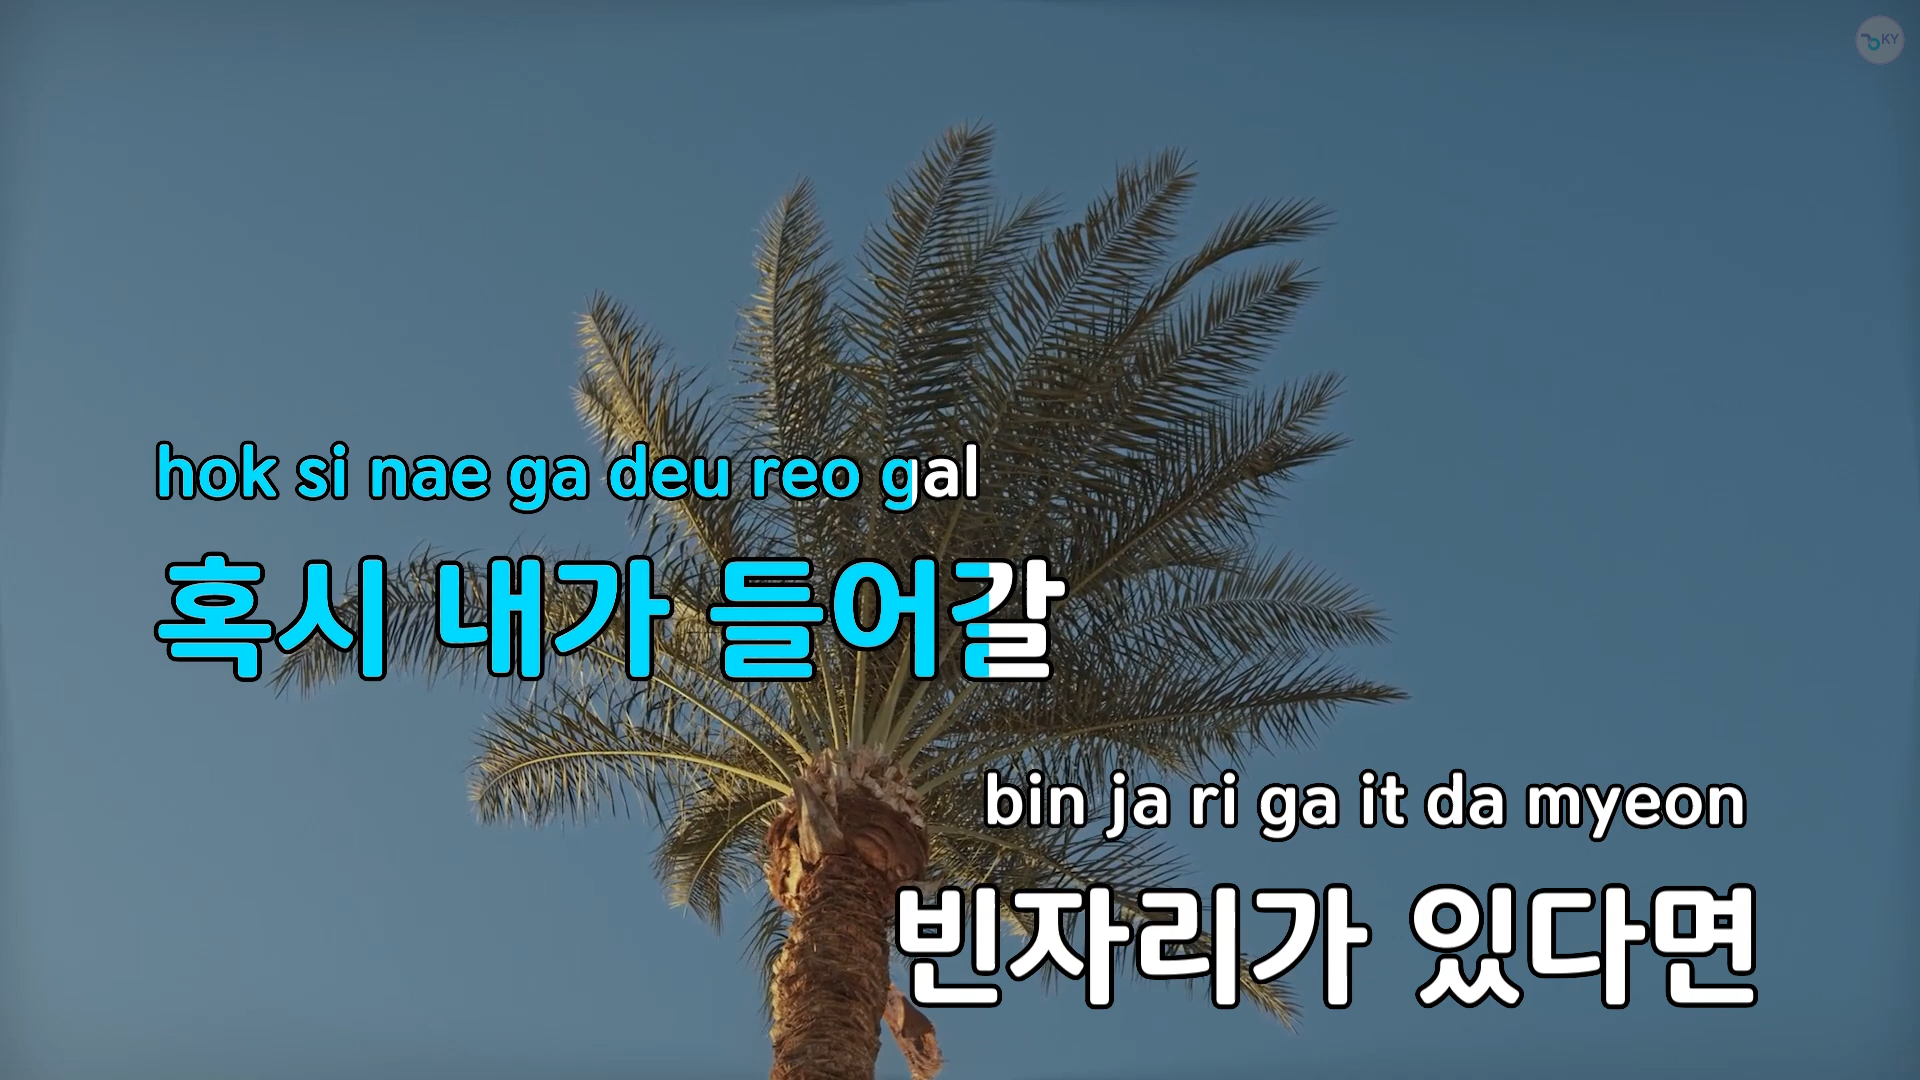 KY
hok si nae ga deu reo gal
혹시 내가 들어갈
bin ja ri ga it da myeon
빈자리가 있다면